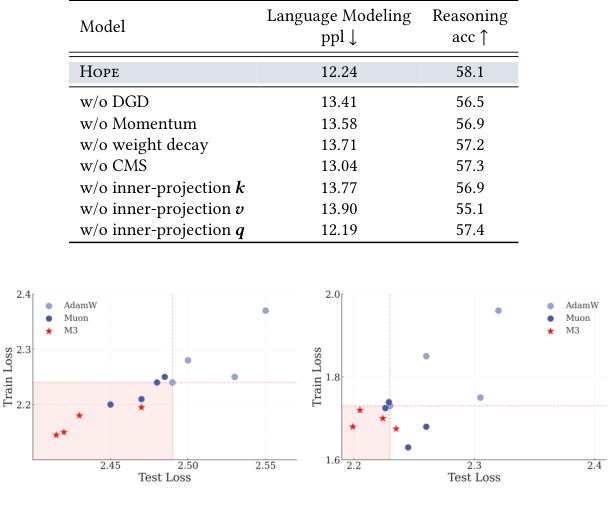 Model Language Modeling Reasoning
ppl ↓ acc ↑
HOPE 12.24 58.1
w/o DGD 13.41 56.5
w/o Momentum 13.58 56.9
w/o weight decay 13.71 57.2
w/o CMS 13.04 57.3
w/o inner-projection k 13.77 56.9
w/o inner-projection v 13.90 55.1
w/o inner-projection q 12.19 57.4
2.4
2.3
2.2
Train Loss
AdamW
Muon
M3
2.45 2.50 2.55
Test Loss
2.0
1.8
1.6
Train Loss
AdamW
Muon
M3
2.2 2.3 2.4
Test Loss